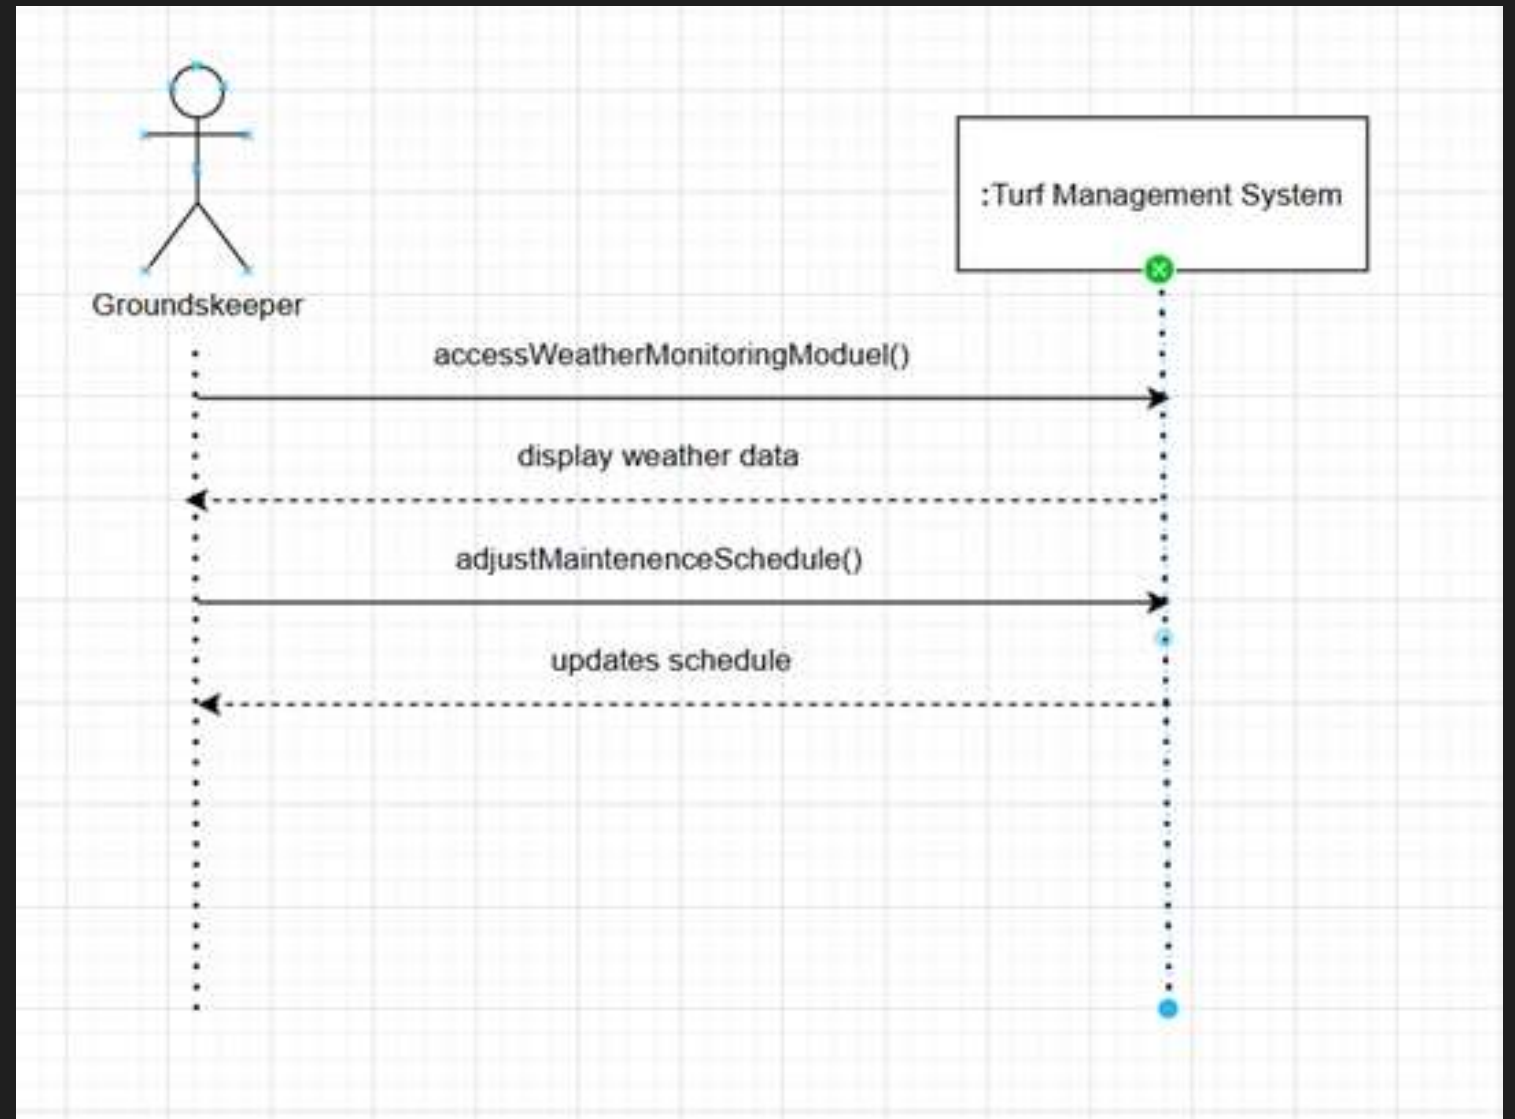 :Turf Management System
Groundskeeper
accessWeatherMonitoringModuel()
display weather data
adjustMaintenenceSchedule()
updates schedule